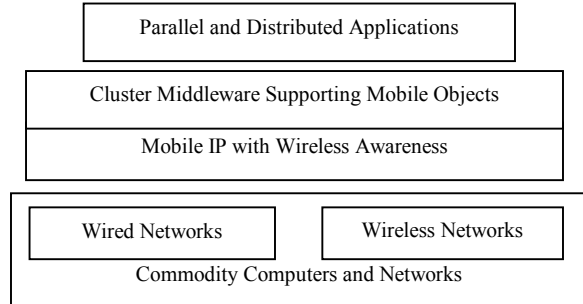 Parallel and Distributed Applications
Cluster Middleware Supporting Mobile Objects
Mobile IP with Wireless Awareness
Wired Networks
Wireless Networks
Commodity Computers and Networks